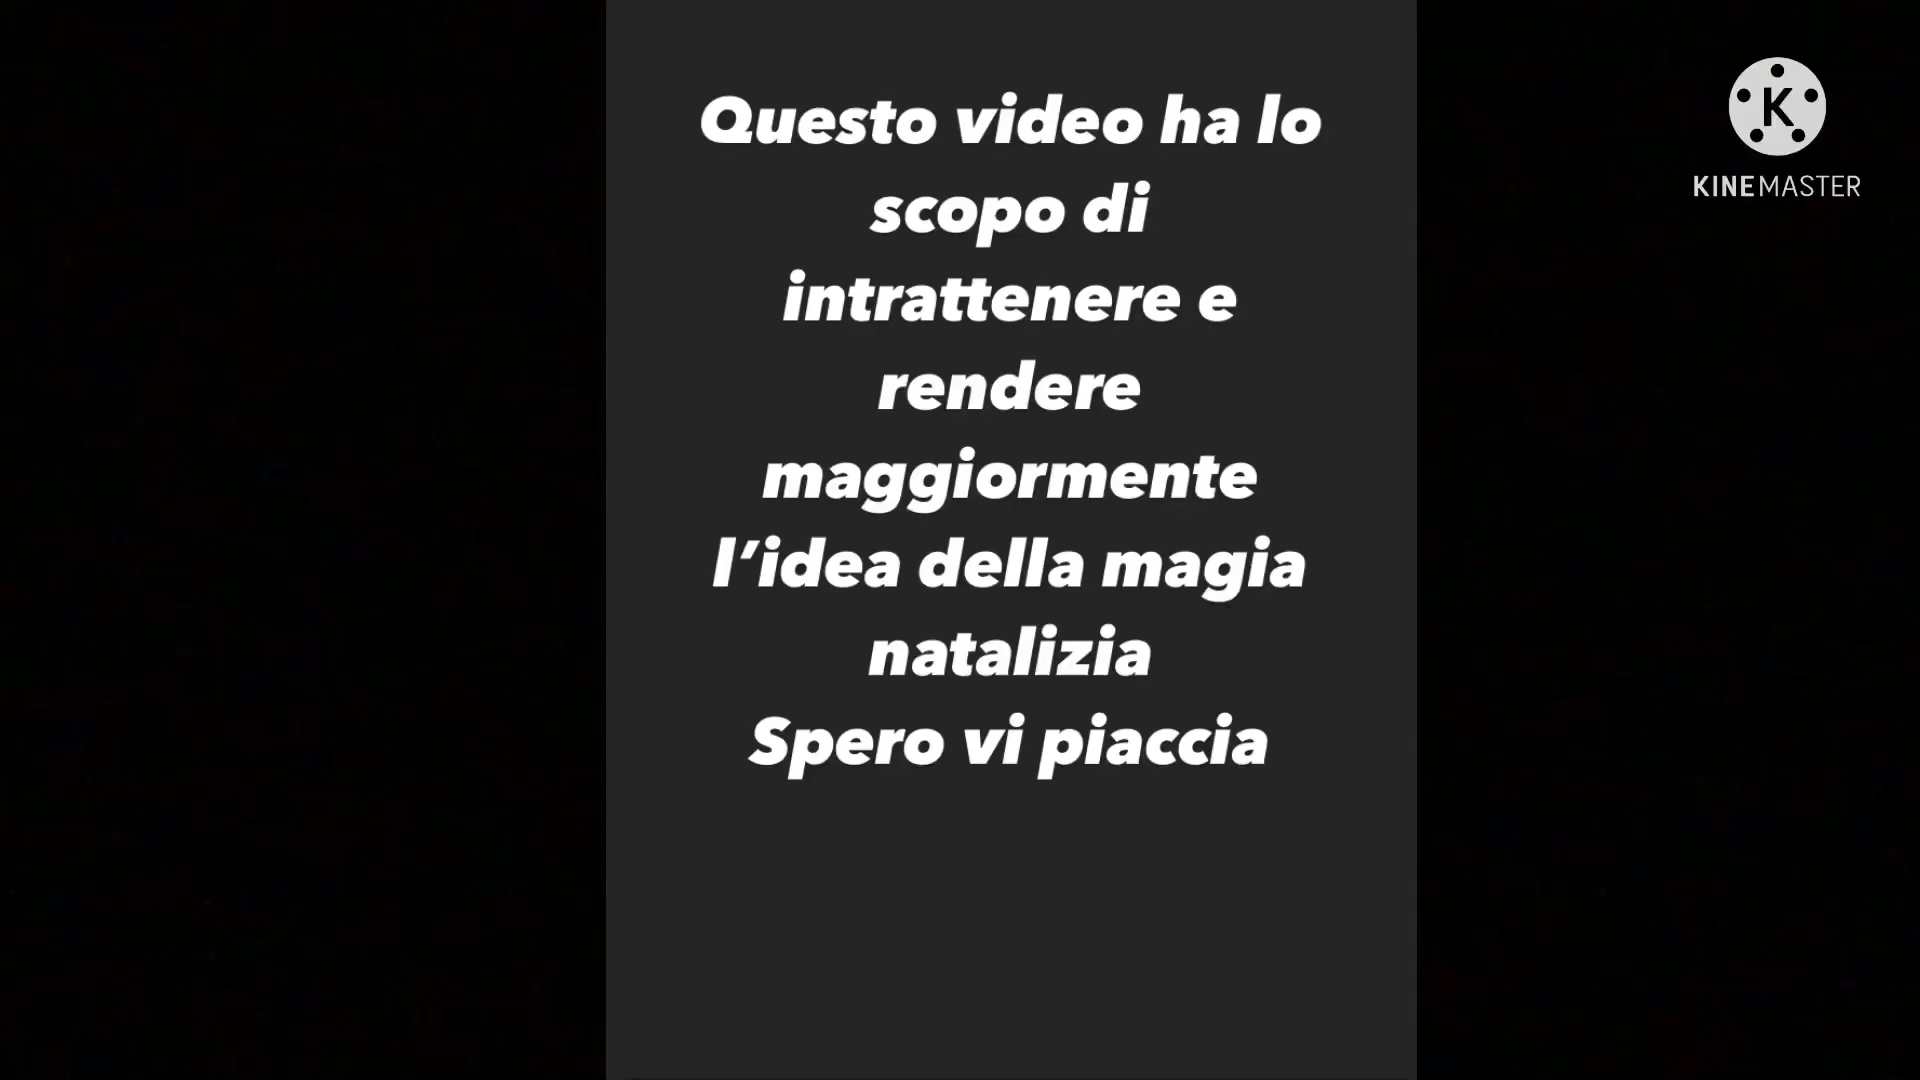 Questo video ha lo
scopo di
intrattenere e
rendere
maggiormente
l’idea della magia
natalizia
Spero vi piaccia
K
KINEMASTER